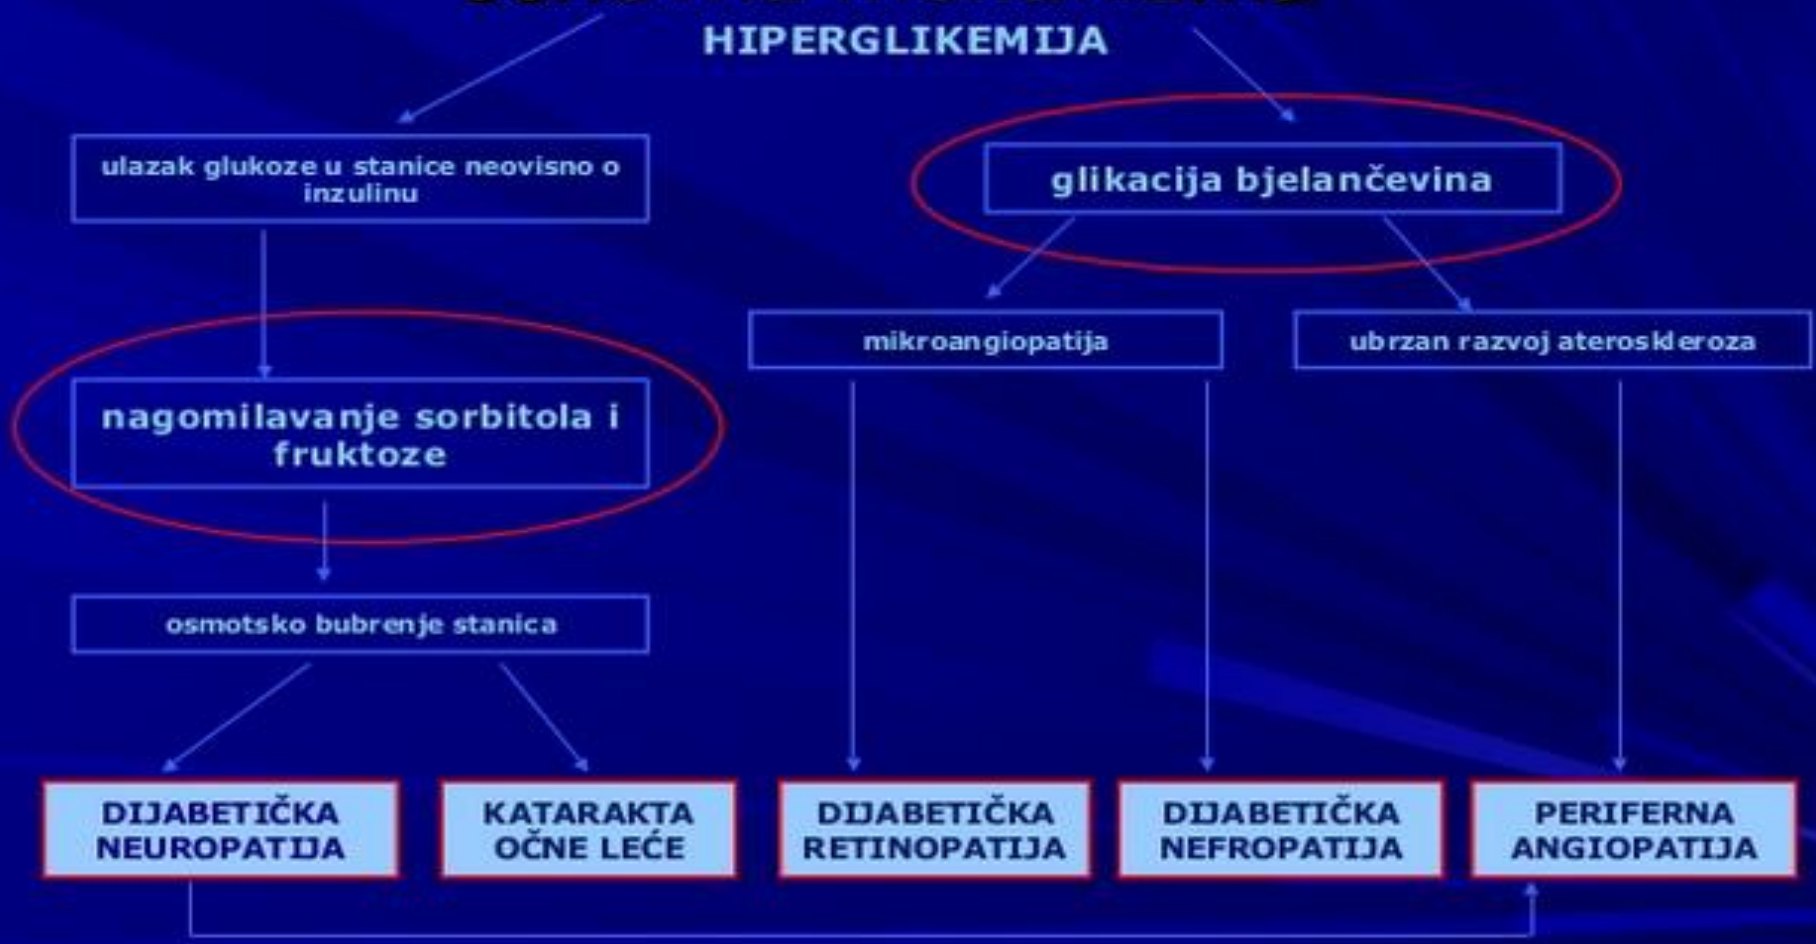 HIPERGLIKEMIJA
ulazak glukoze u stanice neovisno o
inzulinu
glikacija bjelančevina
mikroangiopatija
ubrzan razvoj ateroskleroza
nagomilavanje sorbitola i
fruktoze
osmotsko bubrenje stanica
DIJABETIČKA
NEUROPATIJA
KATARAKTA
OČNE LEĆE
DIJABETIČKA
RETINOPATIJA
DIJABETIČKA
NEFROPATIJA
PERIFERNA
ANGIOPATIJA